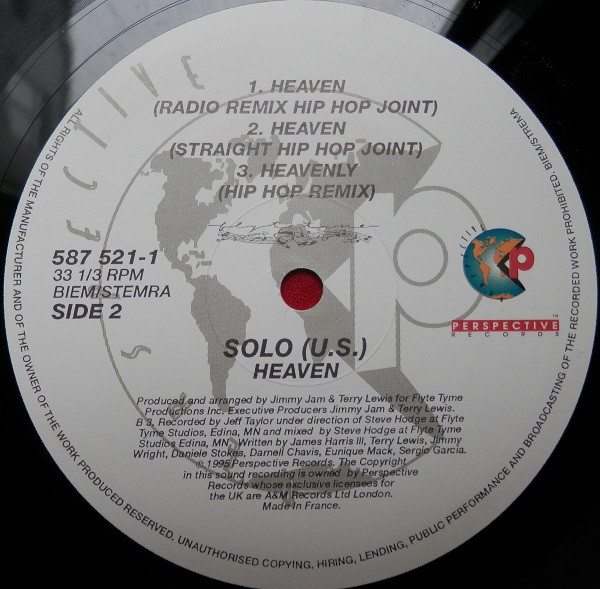 1. HEAVEN
(RADIO REMIX HIP HOP JOINT)
2. HEAVEN
(STRAIGHT HIP HOP JOINT)
3. HEAVENLY
(HIP HOP REMIX)
587 521-1
33 1/3 RPM
BIEM/STEMRA
SIDE 2
P
PERSPECTIVE
RECORDS
TM
SOLO (U.S.)
HEAVEN
Produced and arranged by Jimmy Jam & Terry Lewis for Flyte Tyme
Productions Inc. Executive Producers Jimmy Jam & Terry Lewis.
B 3, Recorded by Jeff Taylor under direction of Steve Hodge at Flyte
Tyme Studios, Edina, MN and mixed by Steve Hodge at Flyte Tyme
Studios Edina, MN. Written by James Harris III, Terry Lewis, Jimmy
Wright, Daniele Stokes, Darnell Chavis, Eunique Mack, Sergio Garcia.
1995 Perspective Records. The Copyright
in this sound recording is owned by Perspective
Records whose exclusive licensees for
the UK are A&M Records Ltd London.
Made in France.
ALL RIGHTS OF THE MANUFACTURER AND OF THE OWNER OF THE WORK PRODUCED RESERVED. UNAUTHORISED COPYING, HIRING, LENDING, PUBLIC PERFORMANCE AND BROADCASTING OF THE RECORDED WORK PROHIBITED. BIEM/STREMA